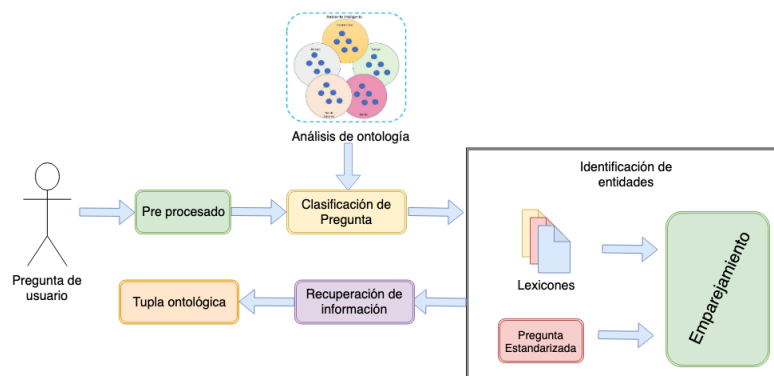 Análisis de ontología
Identificación de
entidades
Pre procesado
Clasificación de
Pregunta
Pregunta de
usuario
Lexicones
Emparejamiento
Tupla ontológica
Recuperación de
información
Pregunta
Estandarizada